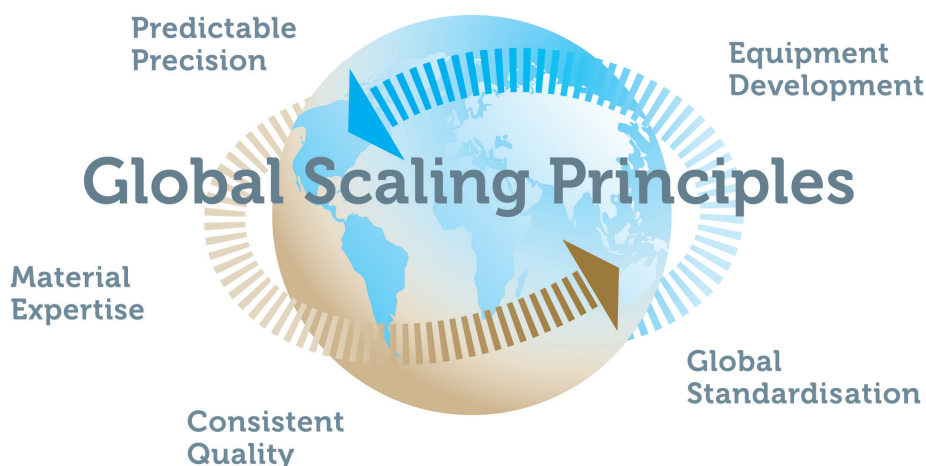 Predictable
Precision
Equipment
Development
Global Scaling Principles
Material
Expertise
Global
Standardisation
Consistent
Quality